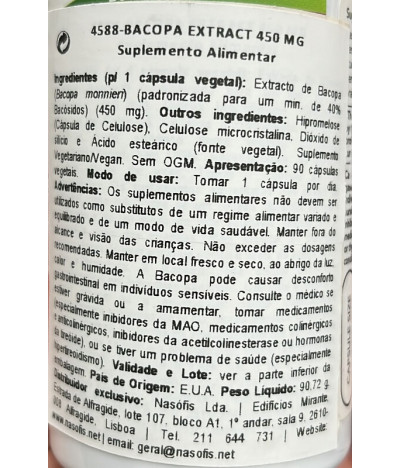 4588-BACOPA EXTRACT 450 MG
Suplemento Alimentar
Ingredientes (p/ 1 cápsula vegetal): Extracto de Bacopa
(Bacopa monnieri) (padronizada para um min. de 40%
Bacósidos) (450 mg). Outros ingredientes: Hipromelose
(Cápsula de Celulose), Celulose microcristalina, Dióxido de
silício e Ácido esteárico (fonte vegetal). Suplemento
Vegetariano/Vegan. Sem OGM. Apresentação: 90 cápsulas
vegetais. Modo de usar: Tomar 1 cápsula por dia.
Advertências: Os suplementos alimentares não devem ser
utilizados como substitutos de um regime alimentar variado e
equilibrado e de um modo de vida saudável. Manter fora do
alcance e visão das crianças. Não exceder as dosagens
recomendadas. Manter em local fresco e seco, ao abrigo da luz,
calor e humidade. A Bacopa pode causar desconforto
gastrointestinal em indivíduos sensíveis. Consulte o médico se
estiver grávida ou a amamentar, tomar medicamentos
(especialmente inibidores da MAO, medicamentos colinérgicos
e anticolinérgicos, inibidores da acetilcolinesterase ou hormonas
da tireóide), ou se tiver um problema de saúde (especialmente
hipertireoidismo). Validade e Lote: ver a parte inferior da
embalagem. País de Origem: E.U.A. Peso Líquido: 90,72 g.
Distribuidor exclusivo: Nasófis Lda. | Edifícios Mirante,
Estrada de Alfragide, lote 107, bloco A1, 1º andar, sala 9, 2610-
008 Alfragide, Lisboa | Tel. 211 644 731 | Website:
www.nasofis.net| email: geral@nasofis.net
CAPSULE SIZE